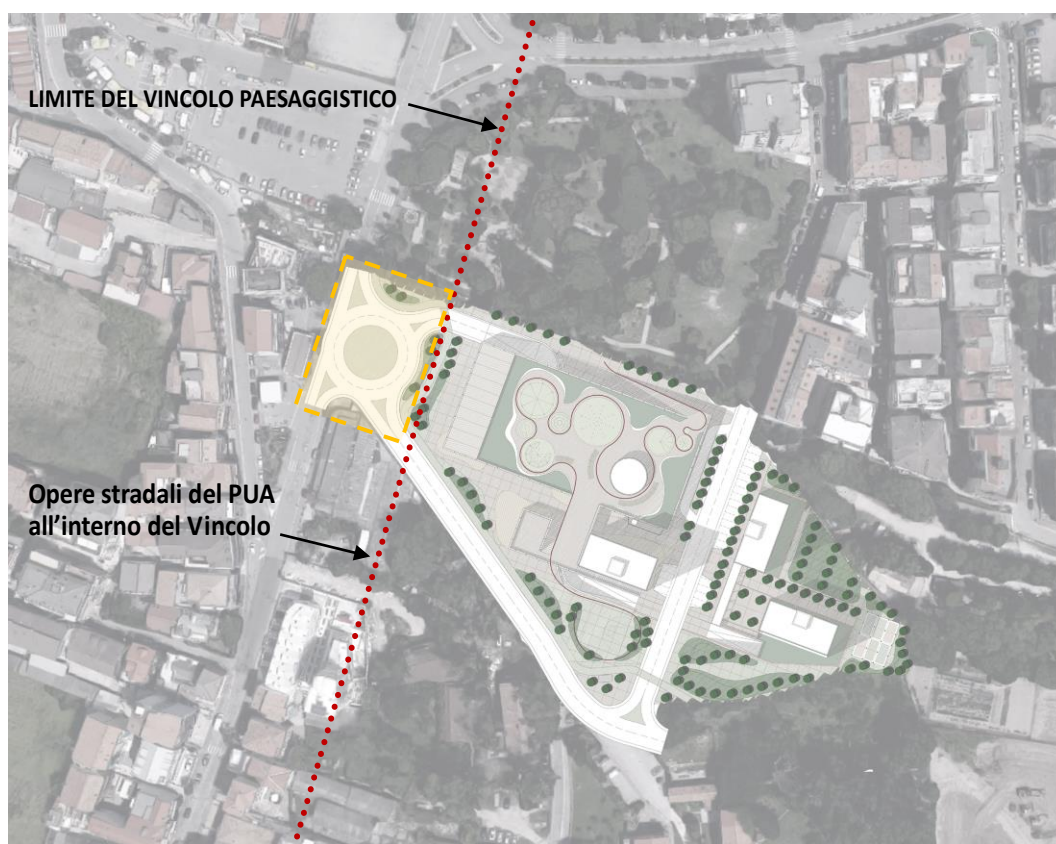 LIMITE DEL VINCOLO PAESAGGISTICO
Opere stradali del PUA
all’interno del Vincolo